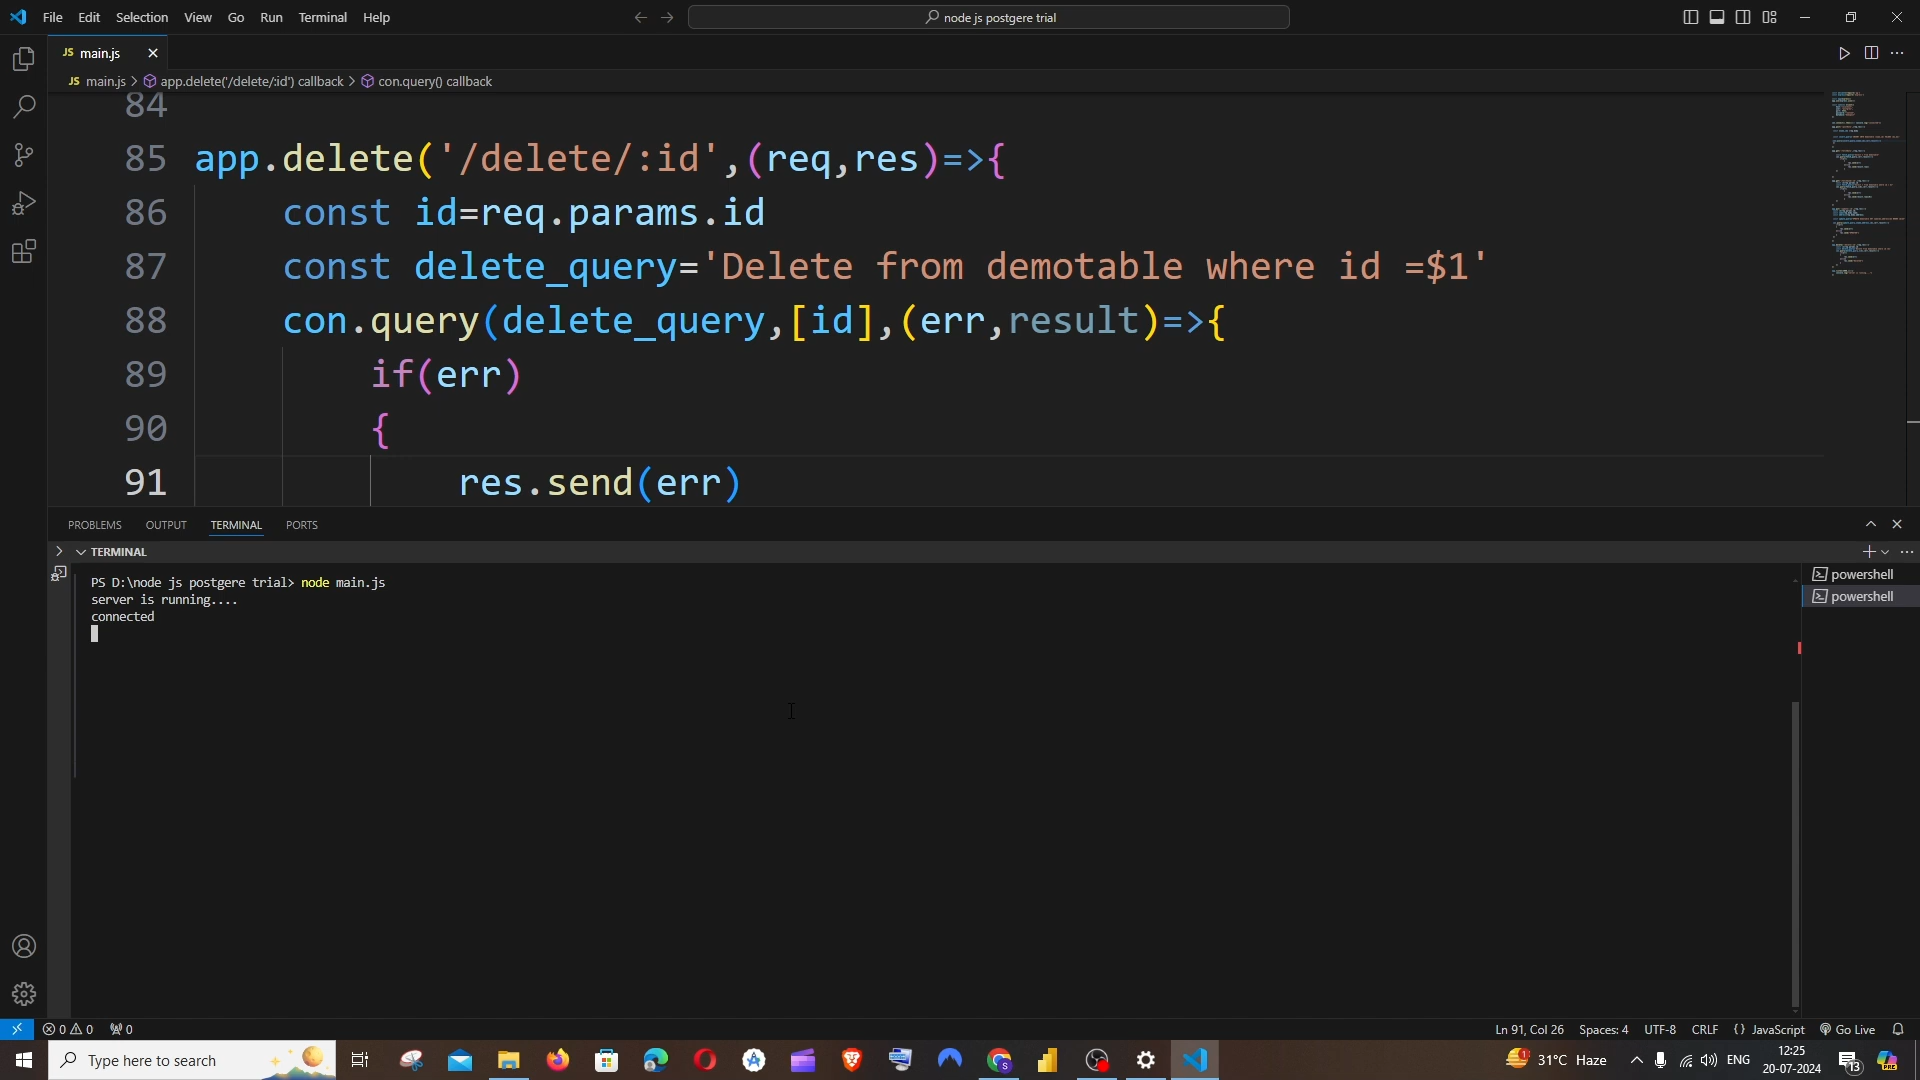 File Edit Selection View Go Run Terminal Help
node js postgere trial
JS main.js
JS main.js > app.delete('/delete/:id') callback > con.query() callback
84
85 app.delete('/delete/:id',(req,res)=>{
86 const id=req.params.id
87 const delete_query='Delete from demotable where id =$1'
88 con.query(delete_query,[id],(err,result)=>{
89 if(err)
90 {
91 res.send(err)
PROBLEMS OUTPUT TERMINAL PORTS
TERMINAL
PS D:\node js postgere trial> node main.js
server is running....
connected
powershell
powershell
0 0 0
Ln 91, Col 26 Spaces: 4 UTF-8 CRLF {} JavaScript Go Live
Type here to search
1 31°C Haze
ENG
12:25
20-07-2024
13
PRE